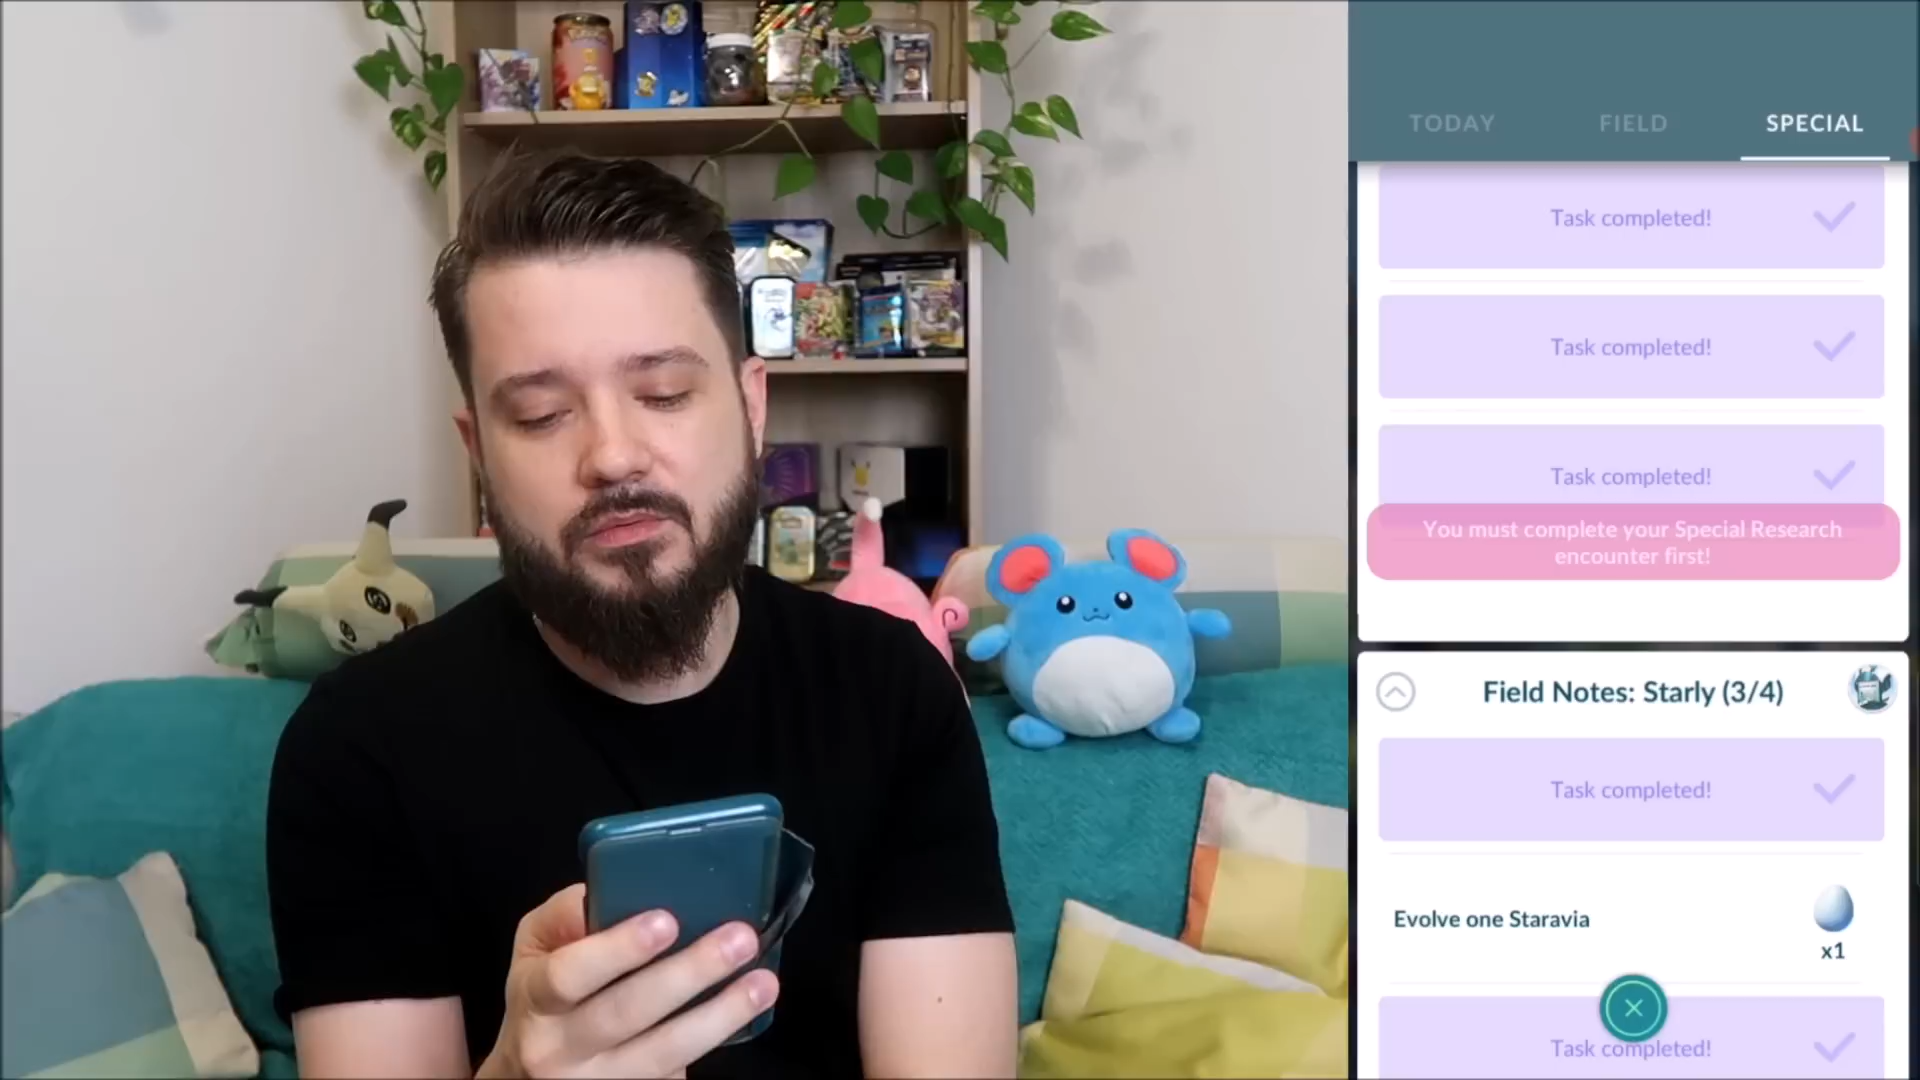 TODAY
FIELD
SPECIAL
Task completed!
Task completed!
Task completed!
You must complete your Special Research
encounter first!
Field Notes: Starly (3/4)
Task completed!
Evolve one Staravia
x1
Task completed!